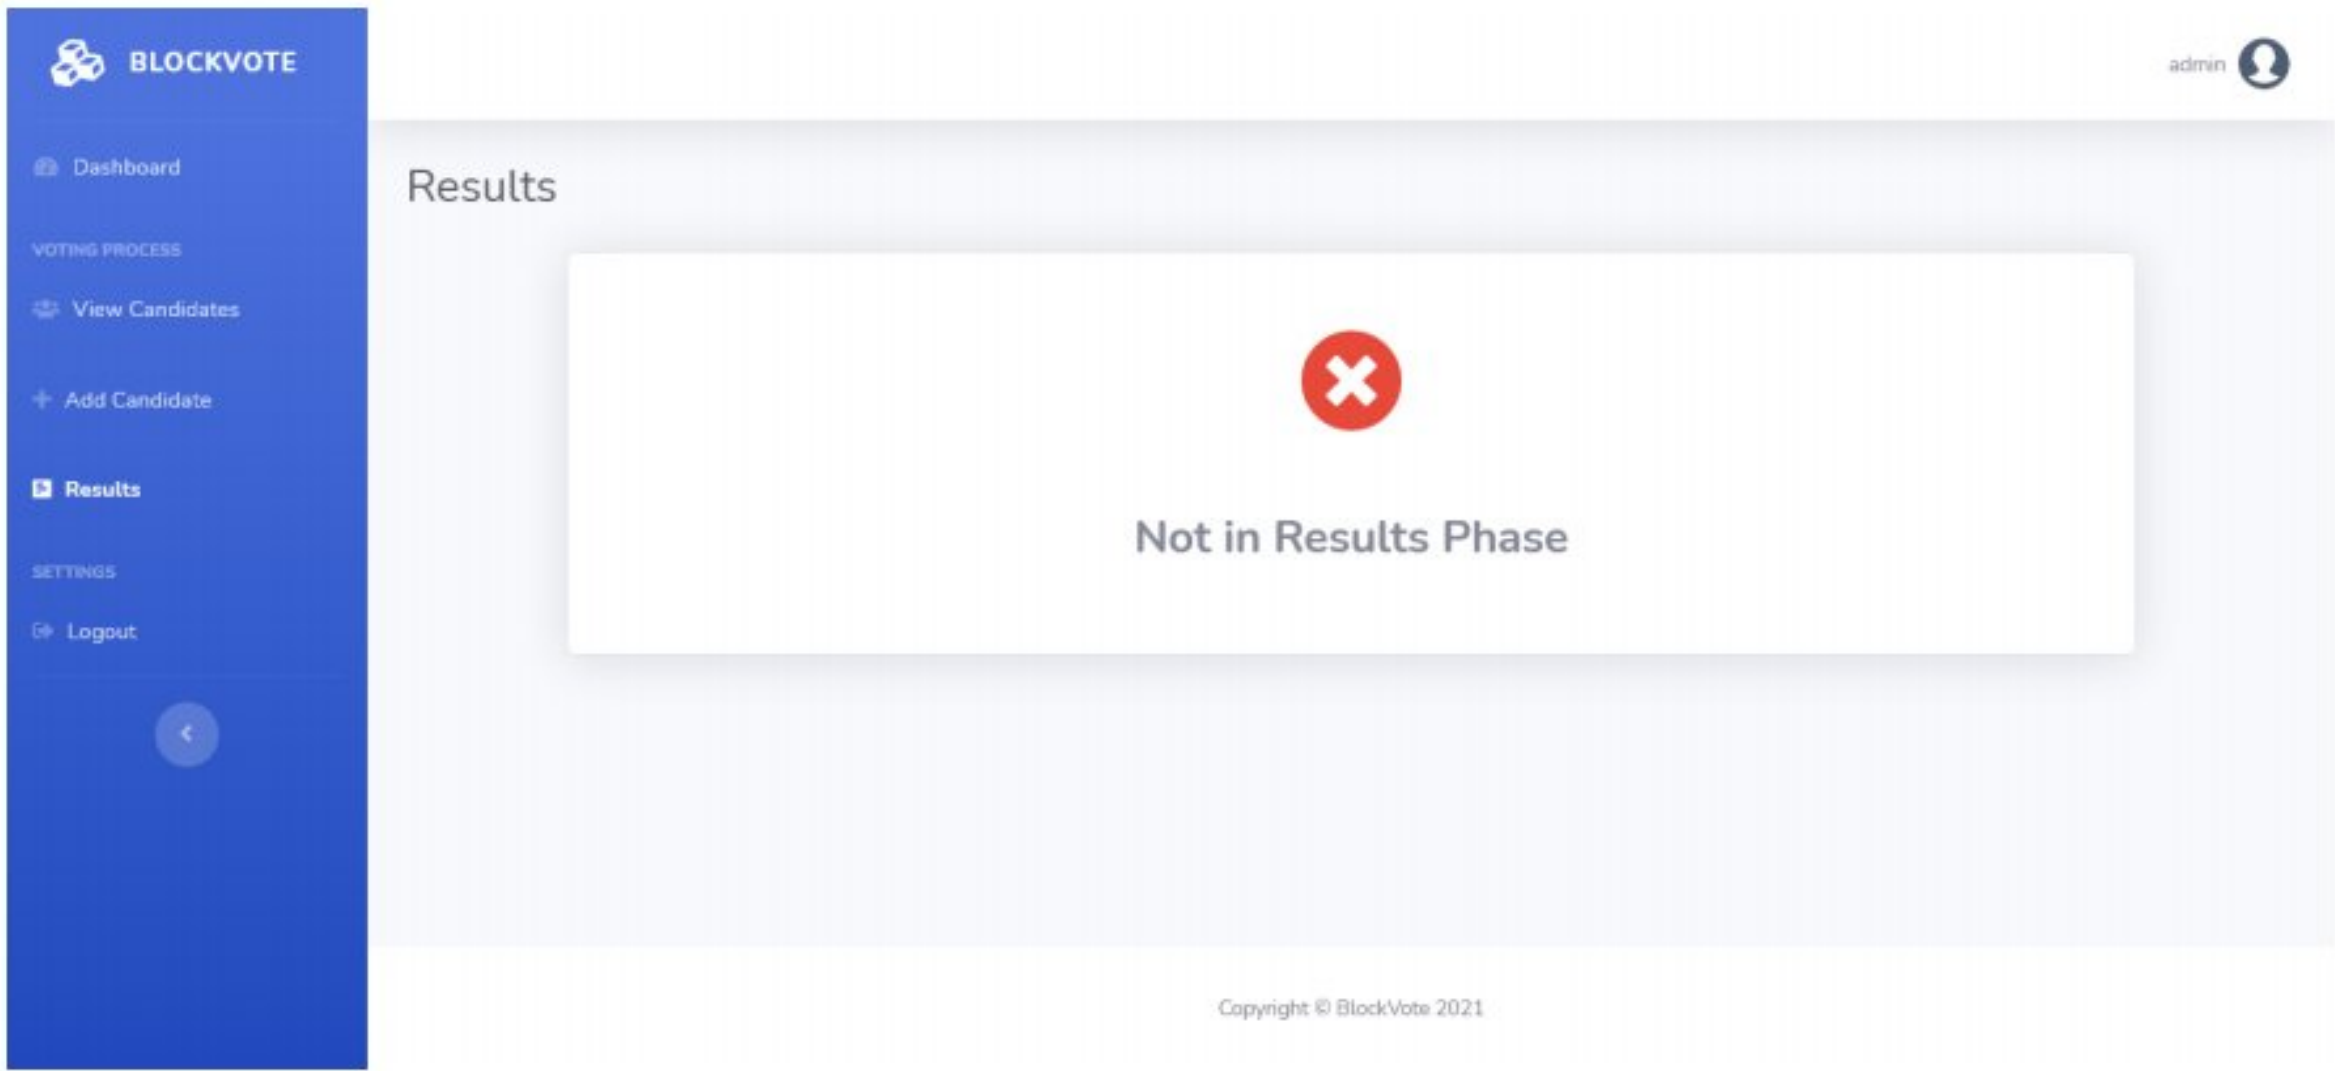 BLOCKVOTE
admin
Dashboard
Results
VOTING PROCESS
View Candidates
Add Candidate
Results
SETTINGS
Logout
Not in Results Phase
Copyright © BlockVote 2021